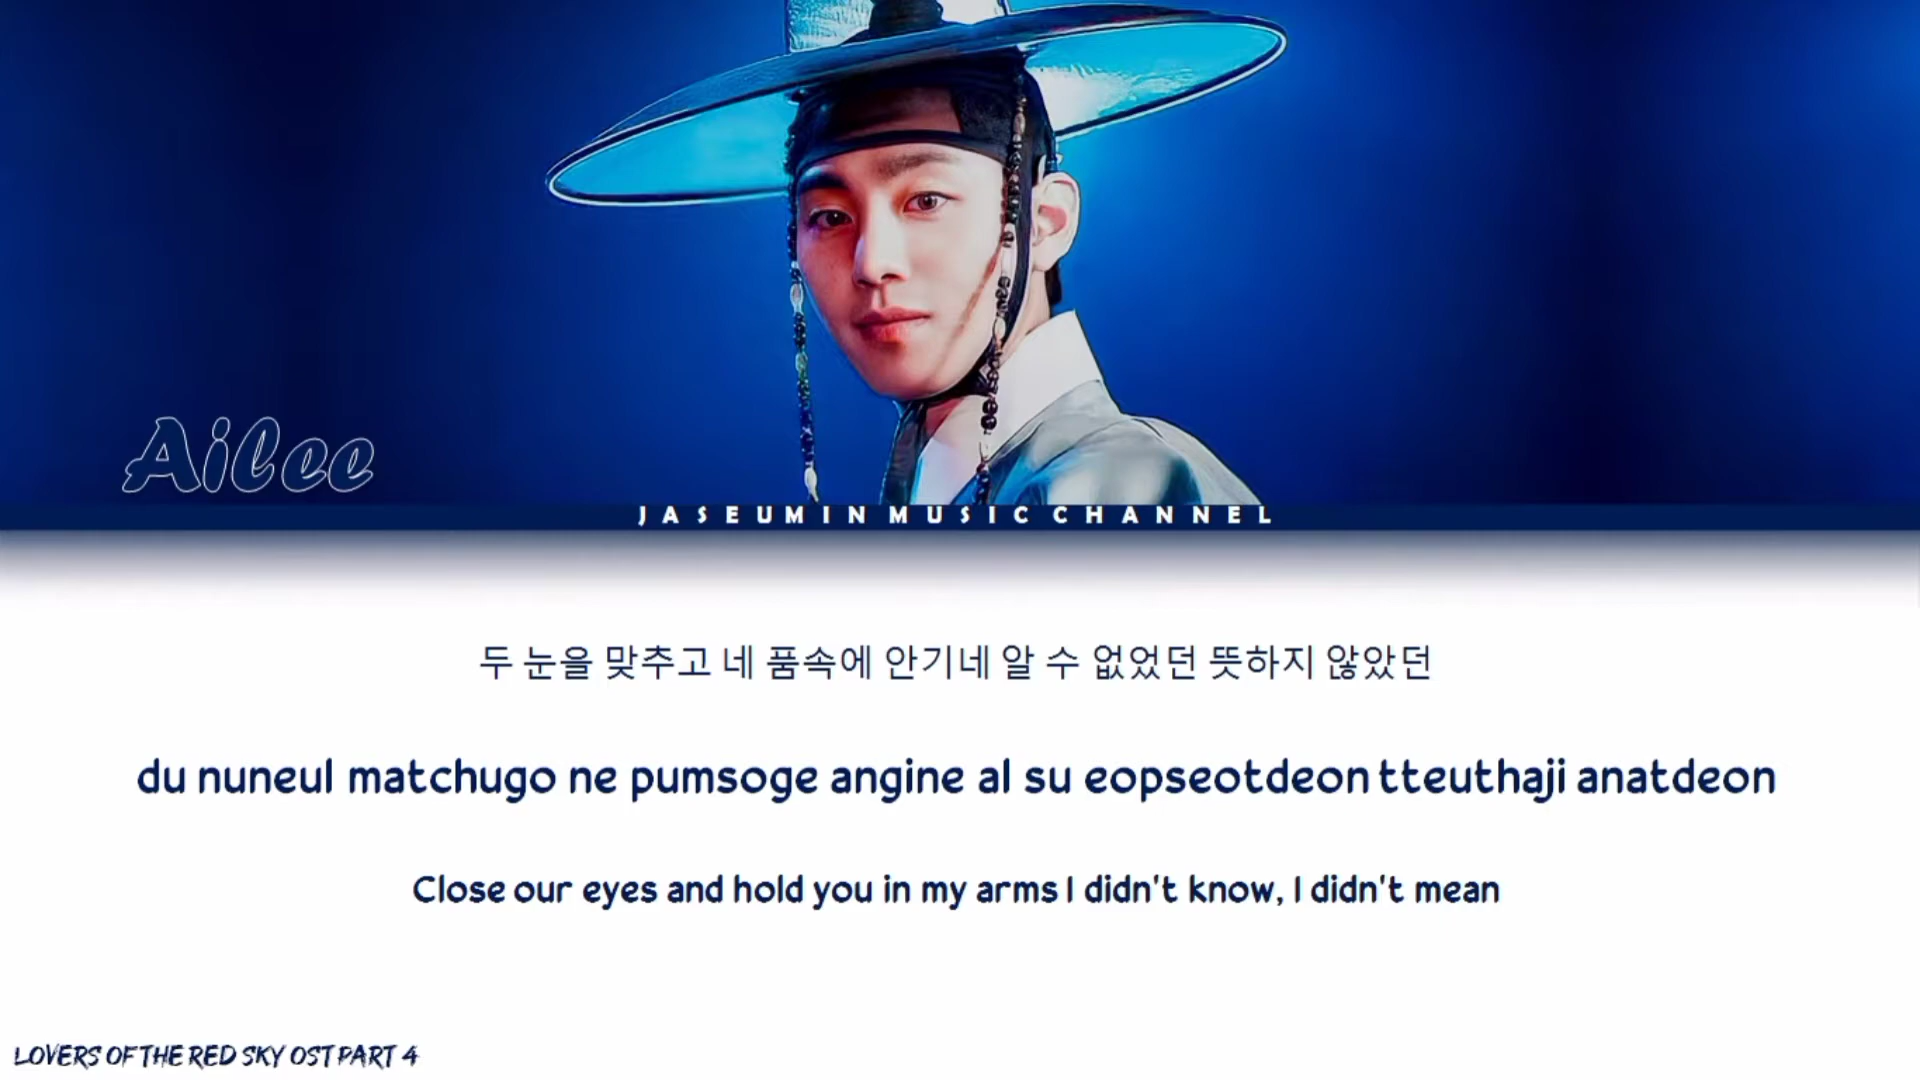 Ailee
JASEUMIN MUSIC CHANNEL
두 눈을 맞추고 네 품속에 안기네 알 수 없었던 뜻하지 않았던
du nuneul matchugo ne pumsoge angine al su eopseotdeon tteuthaji anatdeon
Close our eyes and hold you in my arms I didn't know, I didn't mean
LOVERS OF THE RED SKY OST PART 4